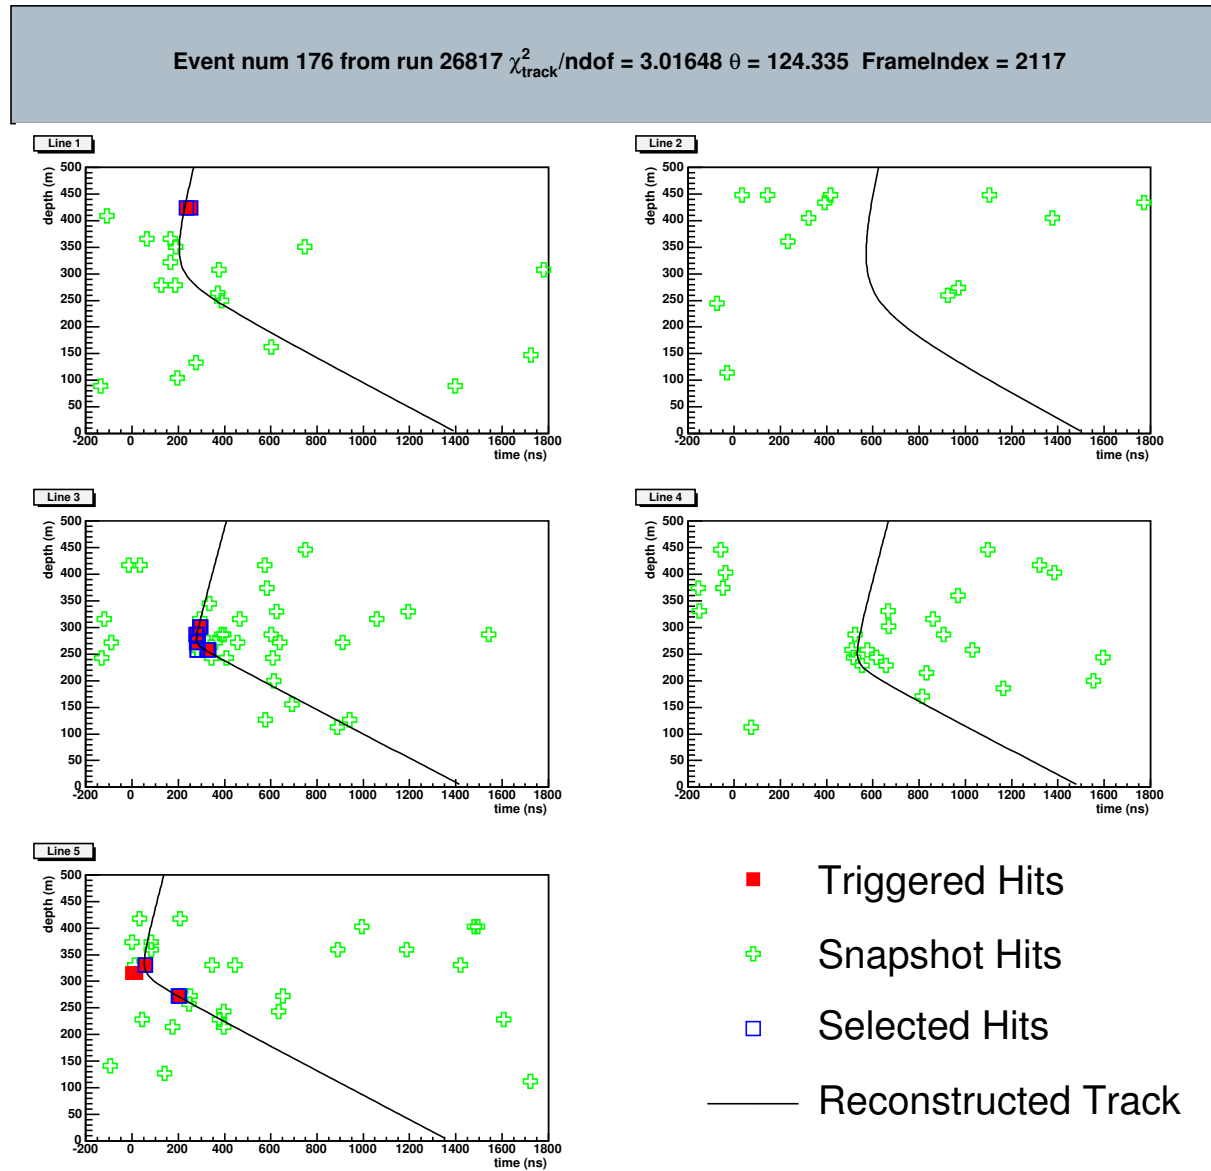 Event num 176 from run 26817 χ²track/ndof = 3.01648 θ = 124.335 FrameIndex = 2117
Line 1
depth (m)
500
450
400
350
300
250
200
150
100
50
0
-200 0 200 400 600 800 1000 1200 1400 1600 1800
time (ns)
Line 2
depth (m)
500
450
400
350
300
250
200
150
100
50
0
-200 0 200 400 600 800 1000 1200 1400 1600 1800
time (ns)
Line 3
depth (m)
500
450
400
350
300
250
200
150
100
50
0
-200 0 200 400 600 800 1000 1200 1400 1600 1800
time (ns)
Line 4
depth (m)
500
450
400
350
300
250
200
150
100
50
0
-200 0 200 400 600 800 1000 1200 1400 1600 1800
time (ns)
Line 5
depth (m)
500
450
400
350
300
250
200
150
100
50
0
-200 0 200 400 600 800 1000 1200 1400 1600 1800
time (ns)
Triggered Hits
Snapshot Hits
Selected Hits
Reconstructed Track